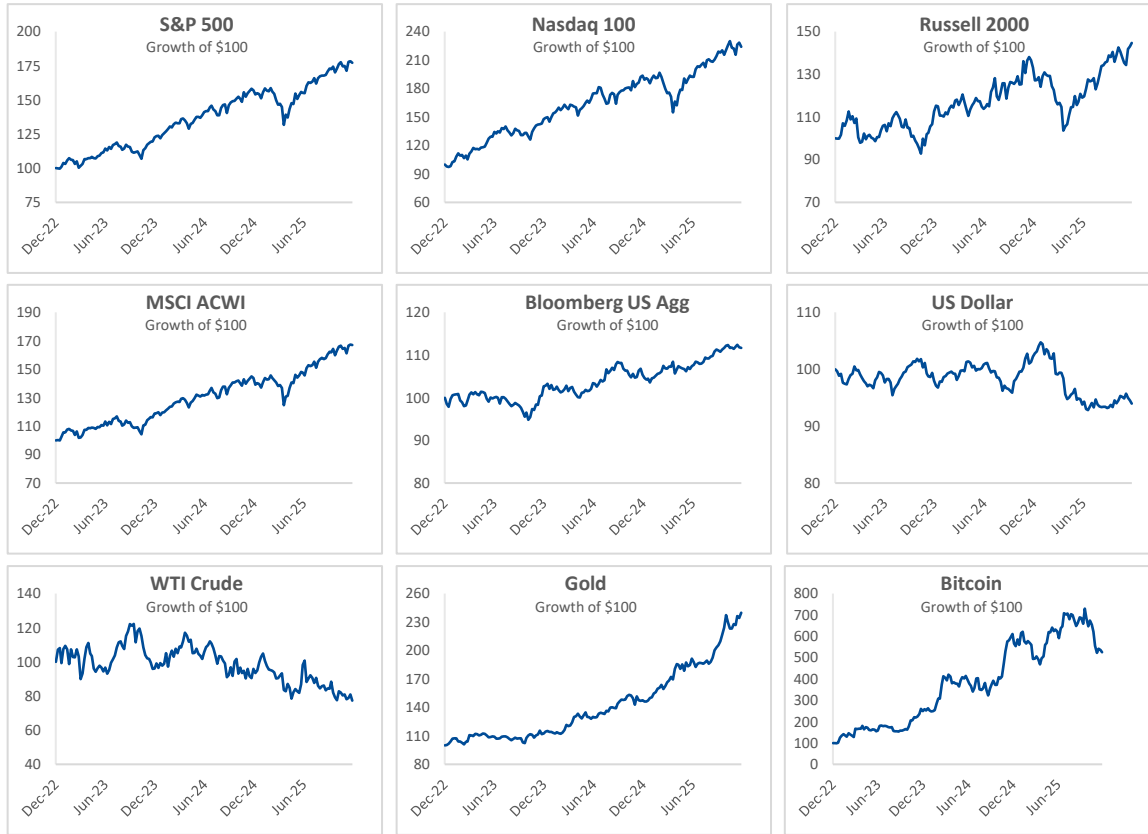 S&P 500
Growth of $100
200
175
150
125
100
75
Dec-22
Jun-23
Dec-23
Jun-24
Dec-24
Jun-25
Nasdaq 100
Growth of $100
240
210
180
150
120
90
60
Dec-22
Jun-23
Dec-23
Jun-24
Dec-24
Jun-25
Russell 2000
Growth of $100
150
130
110
90
70
Dec-22
Jun-23
Dec-23
Jun-24
Dec-24
Jun-25
MSCI ACWI
Growth of $100
190
170
150
130
110
90
70
Dec-22
Jun-23
Dec-23
Jun-24
Dec-24
Jun-25
Bloomberg US Agg
Growth of $100
120
110
100
90
80
Dec-22
Jun-23
Dec-23
Jun-24
Dec-24
Jun-25
US Dollar
Growth of $100
110
100
90
80
Dec-22
Jun-23
Dec-23
Jun-24
Dec-24
Jun-25
WTI Crude
Growth of $100
140
120
100
80
60
40
Dec-22
Jun-23
Dec-23
Jun-24
Dec-24
Jun-25
Gold
Growth of $100
260
230
200
170
140
110
80
Dec-22
Jun-23
Dec-23
Jun-24
Dec-24
Jun-25
Bitcoin
Growth of $100
800
700
600
500
400
300
200
100
0
Dec-22
Jun-23
Dec-23
Jun-24
Dec-24
Jun-25